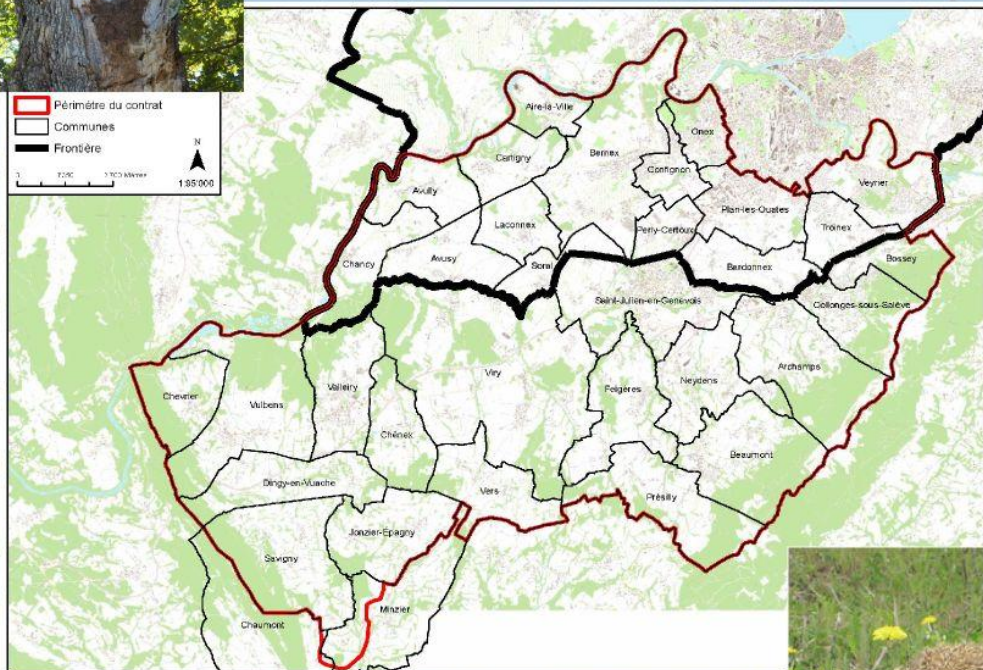 Périmètre du contrat
Communes
Frontière
N
1:95'000
Aire-la-Ville
Onex
Cartigny
Bernex
Confignon
Veyrier
Avully
Plan-les-Ouates
Laconnex
Perly-Certoux
Troinex
Chancy
Avusy
Soral
Bardonnex
Bossey
Saint-Julien-en-Genevois
Collonges-sous-Salève
Viry
Archamps
Chevrier
Valleiry
Feigères
Neydens
Vulbens
Chênex
Beaumont
Dingy-en-Vuache
Vers
Présilly
Jonzier-Épagny
Savigny
Minzier
Chaumont